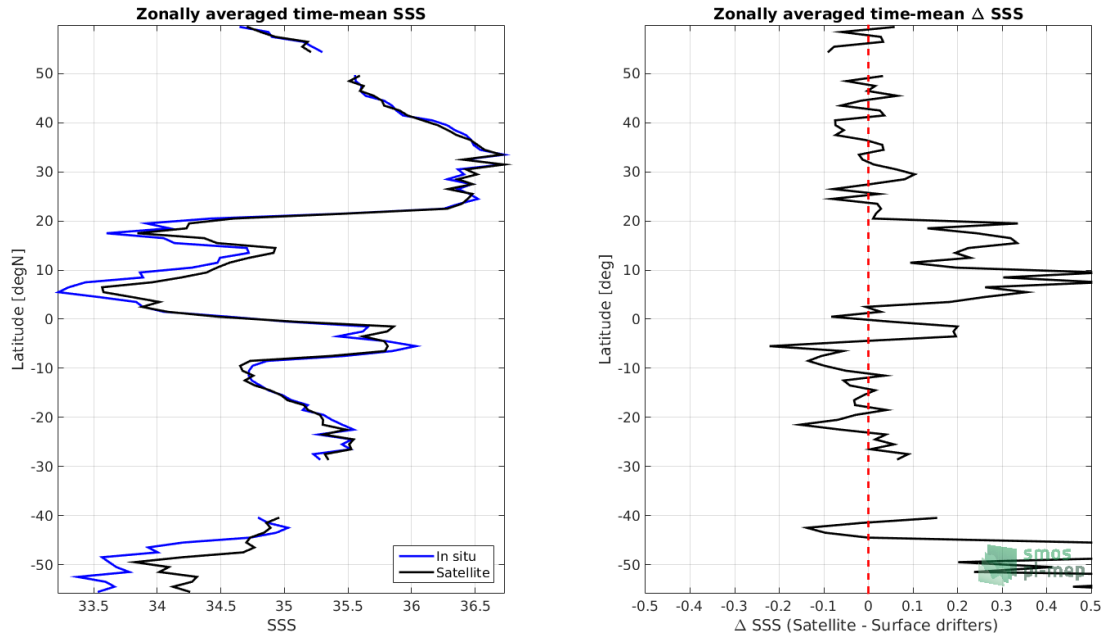 Zonally averaged time-mean SSS
50
40
30
20
10
0
-10
-20
-30
-40
-50
Latitude [degN]
33.5 34 34.5 35 35.5 36 36.5
SSS
In situ
Satellite
Zonally averaged time-mean Δ SSS
50
40
30
20
10
0
-10
-20
-30
-40
-50
Latitude [deg]
-0.5 -0.4 -0.3 -0.2 -0.1 0 0.1 0.2 0.3 0.4 0.5
Δ SSS (Satellite - Surface drifters)
smos
pi-mep